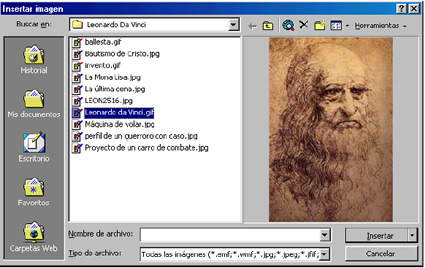 Insertar imagen
Buscar en: Leonardo Da Vinci Herramientas
Historial
Mis documentos
Escritorio
Favoritos
Carpetas Web
ballesta.gif
Bautismo de Cristo.jpg
invento.gif
La Mona Lisa.jpg
La última cena.jpg
LEON2516.jpg
Leonardo da Vinci.gif
Máquina de volar.jpg
perfil de un guerrero con caso.jpg
Proyecto de un carro de combate.jpg
Nombre de archivo: Insertar
Tipo de archivo: Todas las imágenes (*.emf;*.wmf;*.jpg;*.jpeg;*.jfif; Cancelar